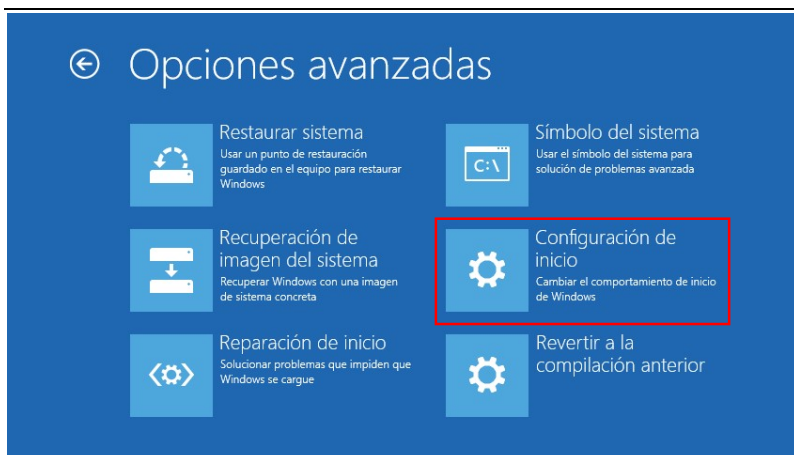 Opciones avanzadas
Restaurar sistema
Usar un punto de restauración
guardado en el equipo para restaurar
Windows
Símbolo del sistema
Usar el símbolo del sistema para
solución de problemas avanzada
C:\
Recuperación de
imagen del sistema
Recuperar Windows con una imagen
de sistema concreta
Configuración de
inicio
Cambiar el comportamiento de inicio
de Windows
Reparación de inicio
Solucionar problemas que impiden que
Windows se cargue
Revertir a la
compilación anterior